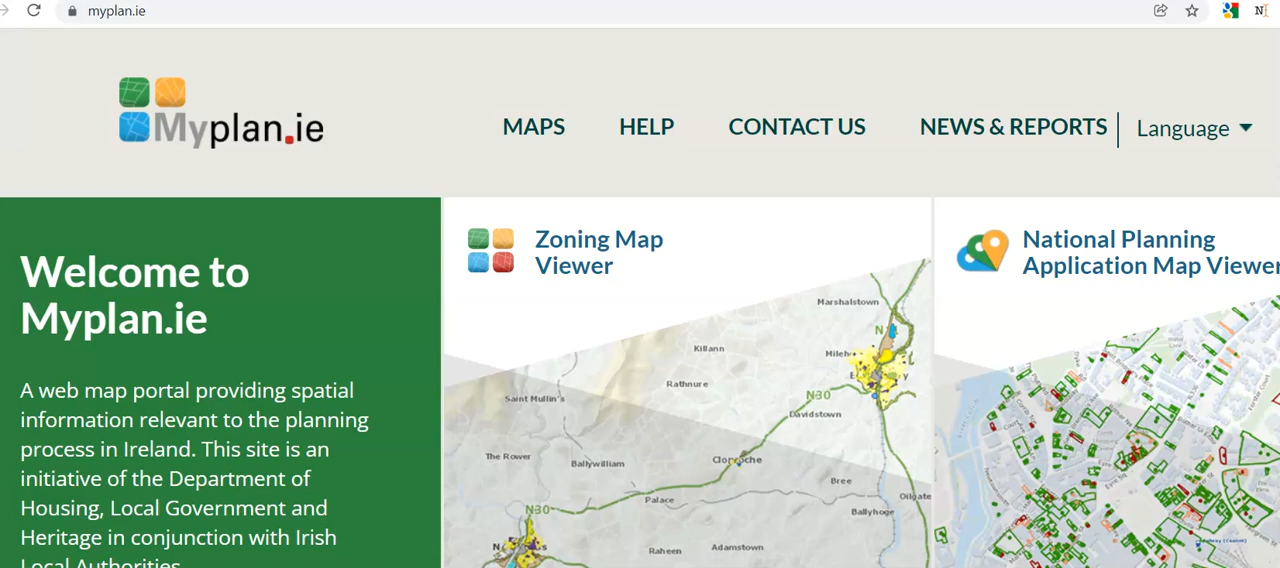 myplan.ie
N
Myplan.ie
MAPS
HELP
CONTACT US
NEWS & REPORTS
Language
Welcome to
Myplan.ie
A web map portal providing spatial
information relevant to the planning
process in Ireland. This site is an
initiative of the Department of
Housing, Local Government and
Heritage in conjunction with Irish
Local Authorities
Zoning Map
Viewer
Marshalstown
Killann
Rathnure
Saint Mullin's
N30
Davidstown
The Rower
Ballywilliam
Clonroche
Bree
Palace
Oilgate
Ballyhoge
N30
Raheen
Adamstown
National Planning
Application Map Viewer